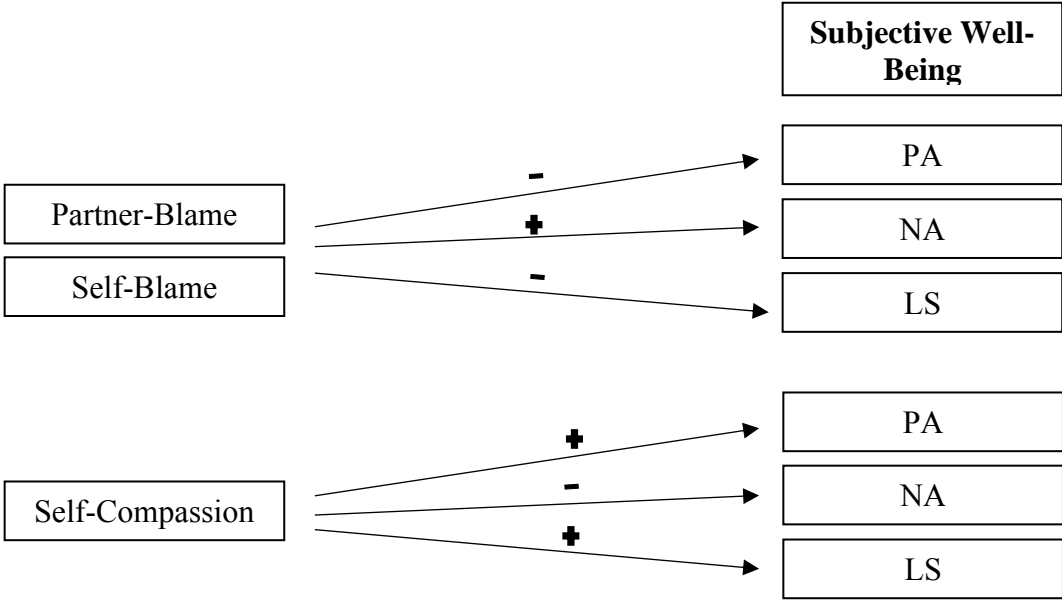 Subjective Well-
Being
PA
-
Partner-Blame
+
NA
Self-Blame
-
LS
PA
+
-
Self-Compassion
NA
+
LS